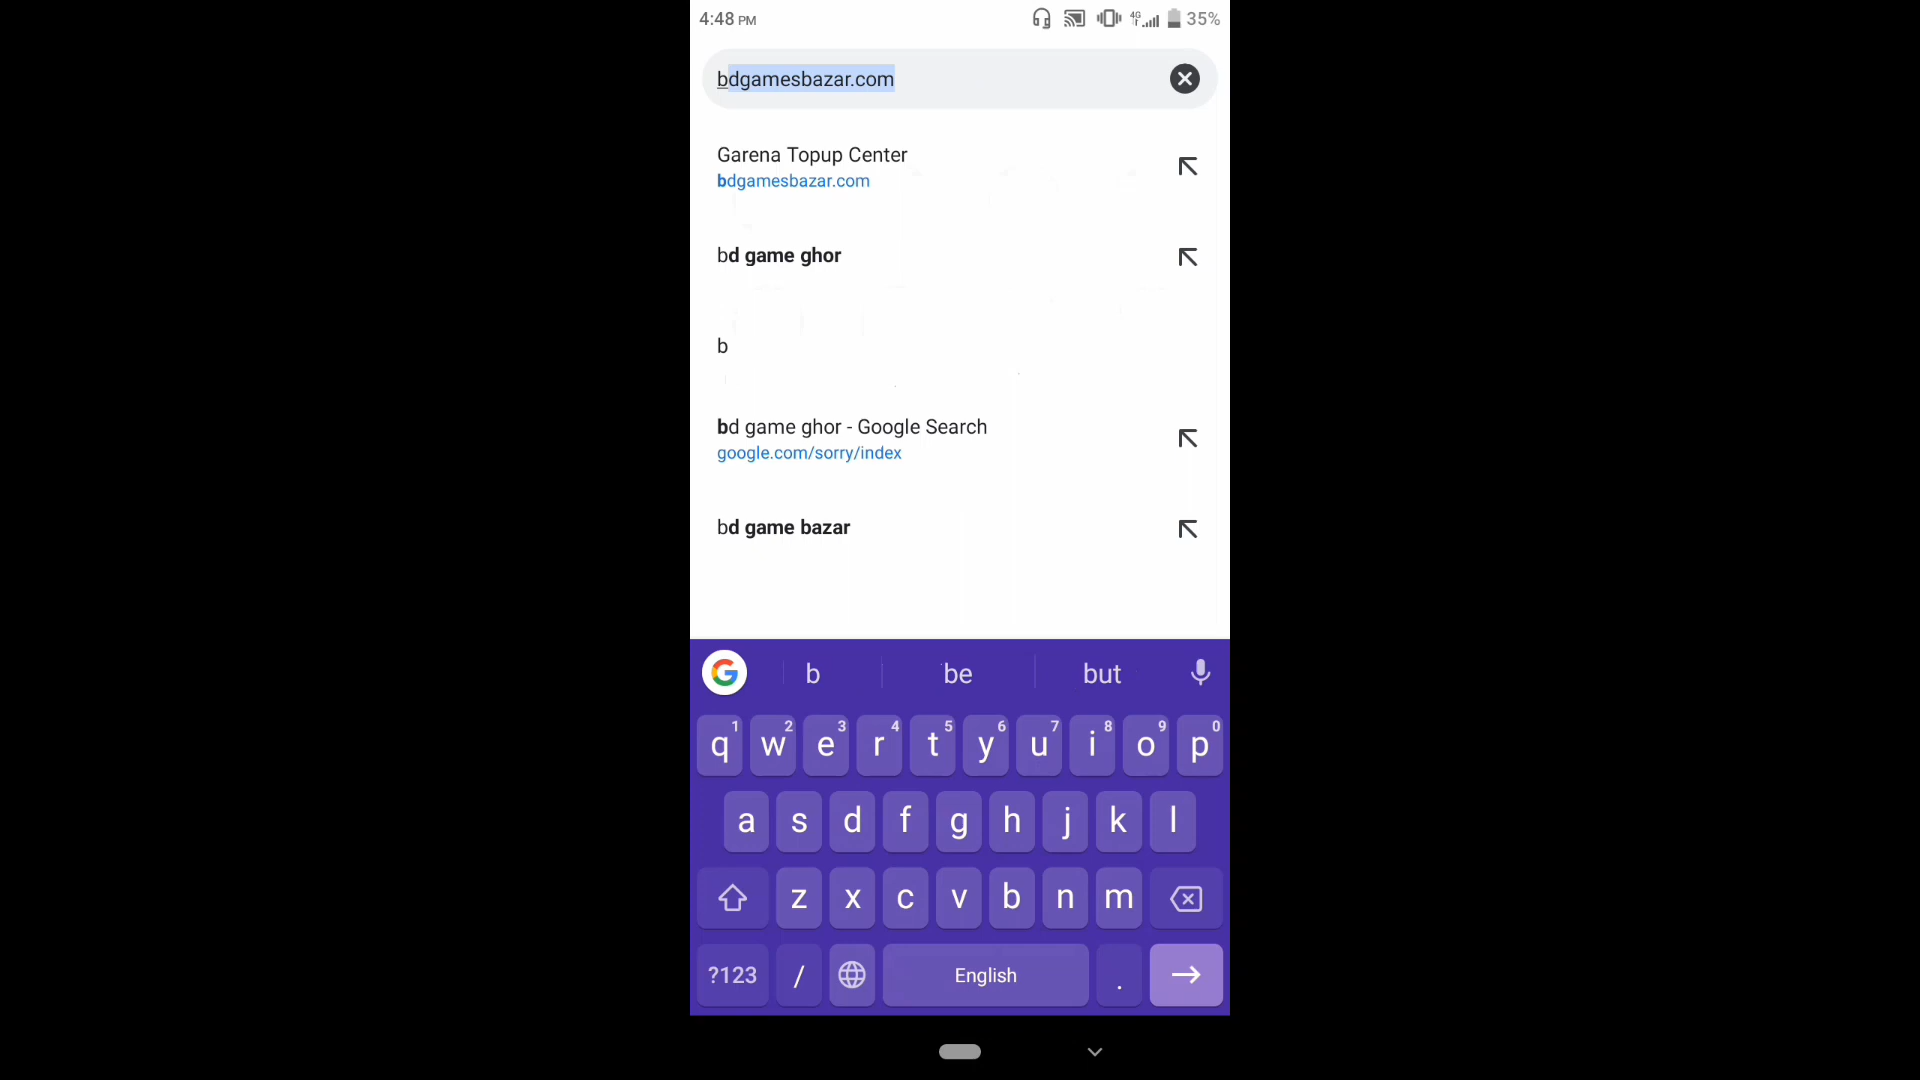 4:48 PM
4G
r
35%
bdgamesbazar.com
Garena Topup Center
bdgamesbazar.com
bd game ghor
b
bd game ghor - Google Search
google.com/sorry/index
bd game bazar
G b be but
q1 w2 e3 r4 t5 y6 u7 i8 o9 p0
a s d f g h j k l
z x c v b n m
?123 / English .